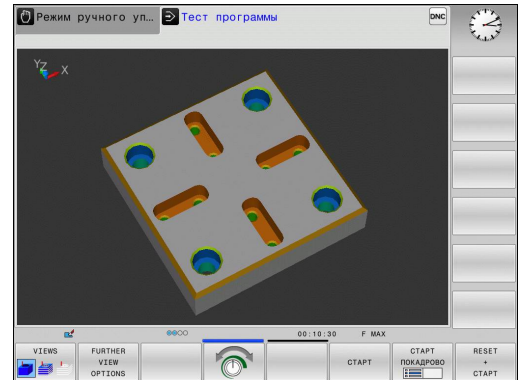 Режим ручного уп... Тест программы DNC
Y Z X
00:10:30 F MAX
VIEWS
FURTHER
VIEW
OPTIONS
СТАРТ
СТАРТ
ПОКАДРОВО
RESET
+
СТАРТ